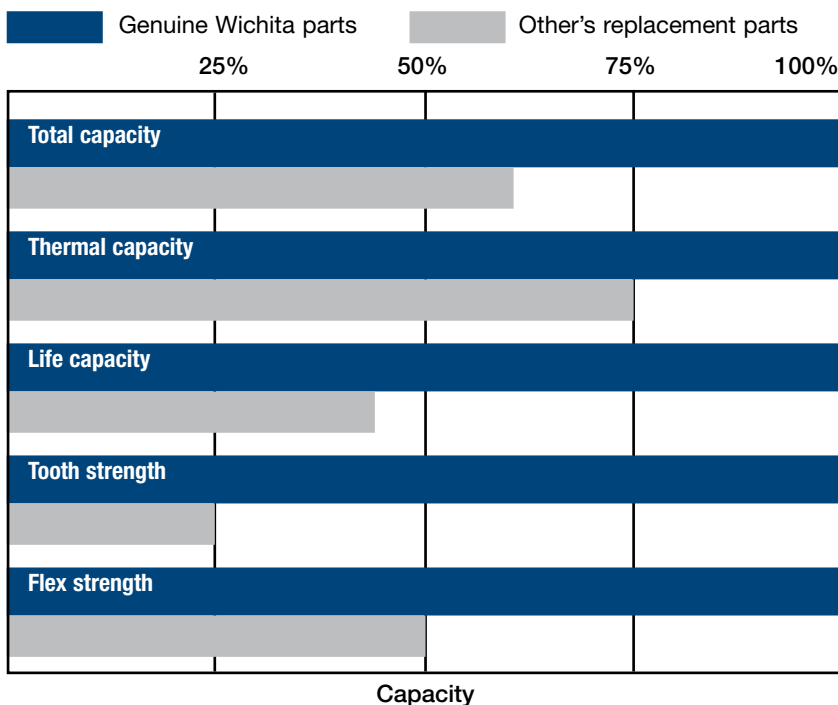 Genuine Wichita parts Other’s replacement parts
25% 50% 75% 100%
Total capacity
Thermal capacity
Life capacity
Tooth strength
Flex strength
Capacity